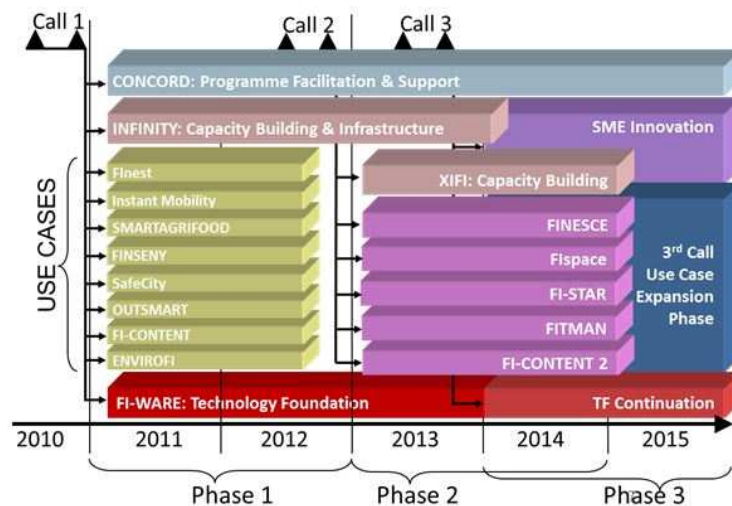 Call 1
Call 2
Call 3
CONCORD: Programme Facilitation & Support
INFINITY: Capacity Building & Infrastructure
SME Innovation
USE CASES
FInest
Instant Mobility
SMARTAGRIFOOD
FINSENY
SafeCity
OUTSMART
FI-CONTENT
ENVIROFI
XIFI: Capacity Building
FINESCE
FIspace
FI-STAR
FITMAN
FI-CONTENT 2
3rd Call
Use Case
Expansion
Phase
FI-WARE: Technology Foundation
TF Continuation
2010 2011 2012 2013 2014 2015
Phase 1 Phase 2 Phase 3